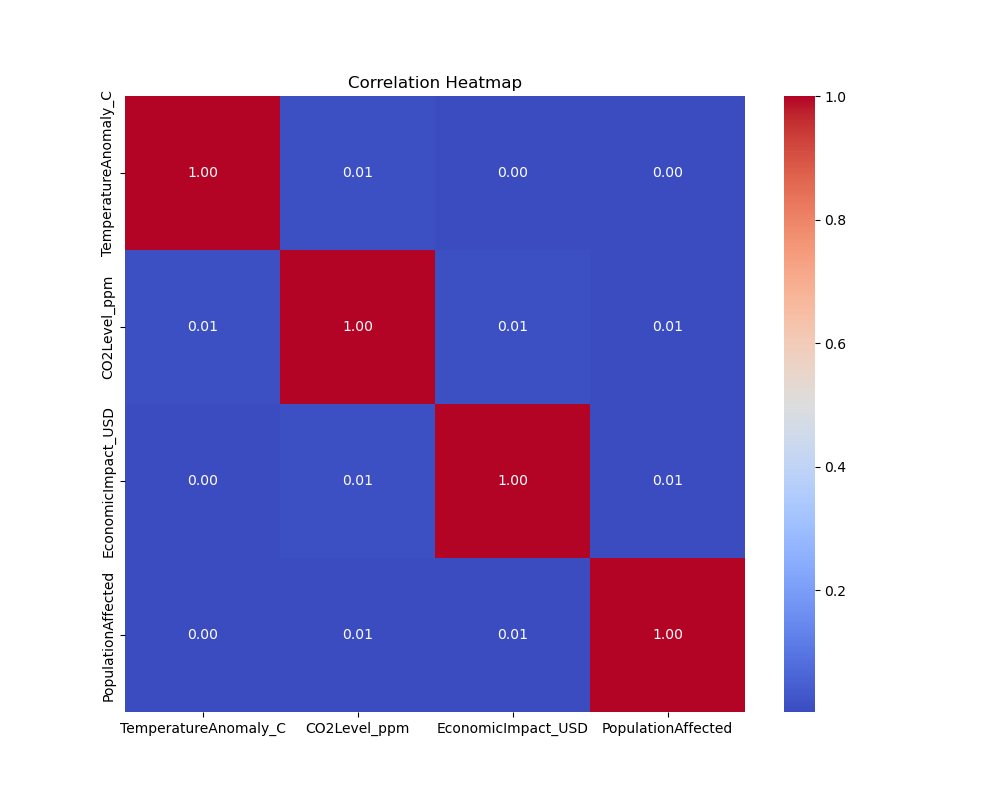 Correlation Heatmap
TemperatureAnomaly_C
1.00 0.01 0.00 0.00
CO2Level_ppm
0.01 1.00 0.01 0.01
EconomicImpact_USD
0.00 0.01 1.00 0.01
PopulationAffected
0.00 0.01 0.01 1.00
TemperatureAnomaly_C CO2Level_ppm EconomicImpact_USD PopulationAffected
1.0
0.8
0.6
0.4
0.2